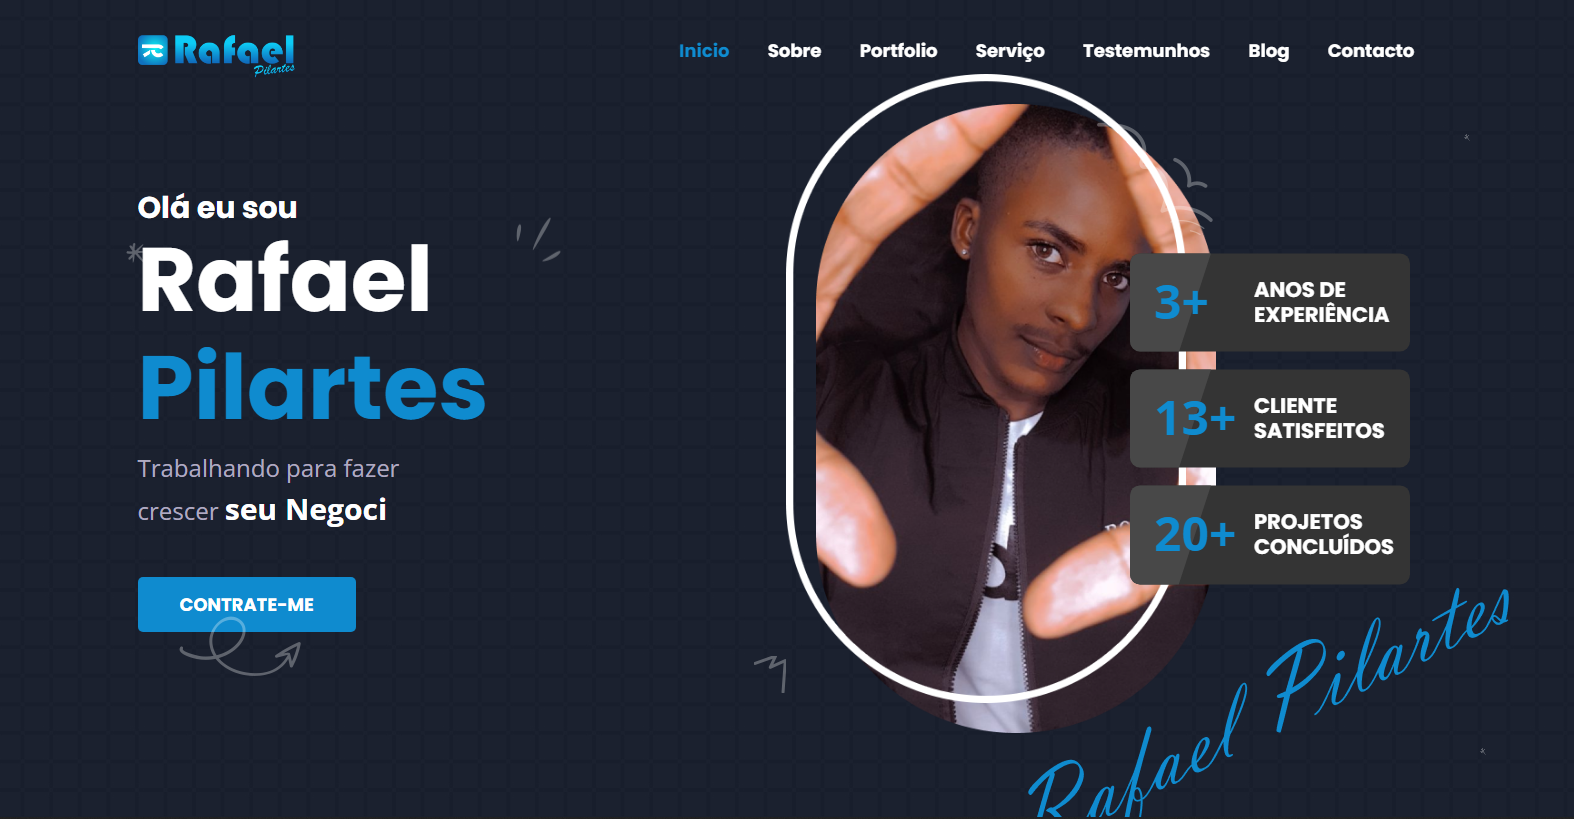 Rafael
Pilartes
Inicio Sobre Portfolio Serviço Testemunhos Blog Contacto
Olá eu sou
Rafael
Pilartes
Trabalhando para fazer
crescer seu Negoci
CONTRATE-ME
3+ ANOS DE
EXPERIÊNCIA
13+ CLIENTE
SATISFEITOS
20+ PROJETOS
CONCLUÍDOS
Rafael Pilartes